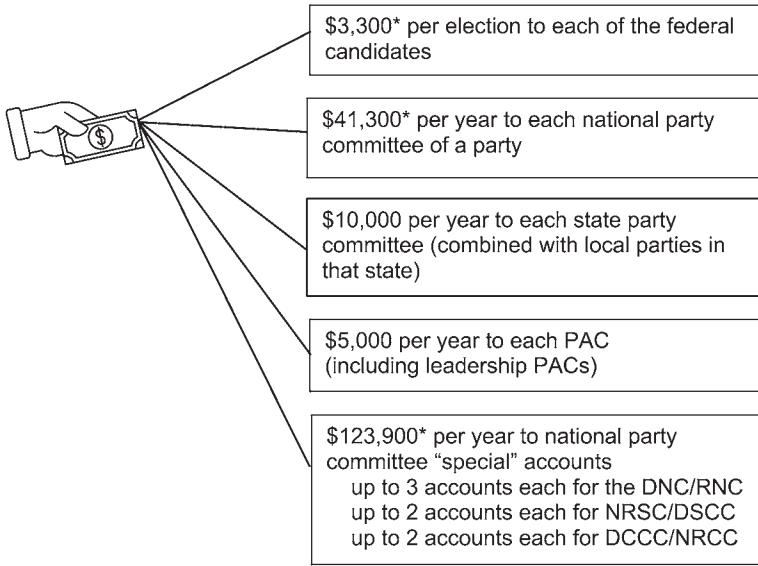 $3,300* per election to each of the federal
candidates
$
$41,300* per year to each national party
committee of a party
$10,000 per year to each state party
committee (combined with local parties in
that state)
$5,000 per year to each PAC
(including leadership PACs)
$123,900* per year to national party
committee “special” accounts
up to 3 accounts each for the DNC/RNC
up to 2 accounts each for NRSC/DSCC
up to 2 accounts each for DCCC/NRCC